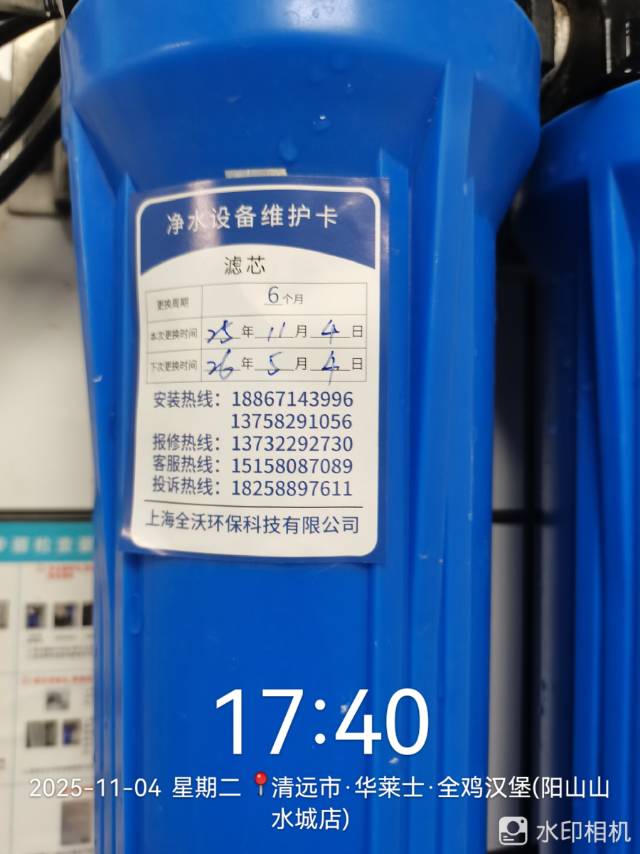 净水设备维护卡
滤芯
更换周期 6个月
本次更换时间 25年11月4日
下次更换时间 26年5月4日
安装热线：18867143996
13758291056
报修热线：13732292730
客服热线：15158087089
投诉热线：18258897611
上海全沃环保科技有限公司
17:40
2025-11-04 星期二 清远市·华莱士·全鸡汉堡(阳山山
水城店)
水印相机